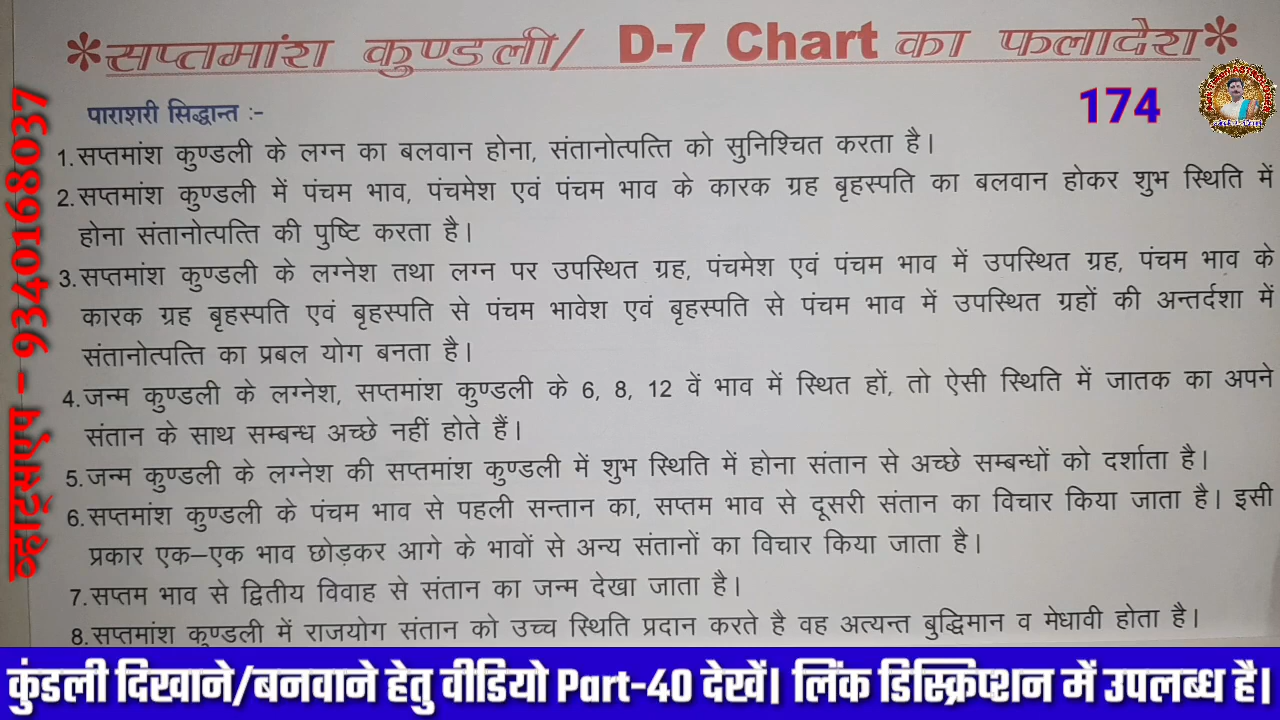 *सप्तमांश कुण्डली/ D-7 Chart का फलादेश*
174
पाराशरी सिद्धान्त :-
1. सप्तमांश कुण्डली के लग्न का बलवान होना, संतानोत्पत्ति को सुनिश्चित करता है।
2. सप्तमांश कुण्डली में पंचम भाव, पंचमेश एवं पंचम भाव के कारक ग्रह बृहस्पति का बलवान होकर शुभ स्थिति में
होना संतानोत्पत्ति की पुष्टि करता है।
3. सप्तमांश कुण्डली के लग्नेश तथा लग्न पर उपस्थित ग्रह, पंचमेश एवं पंचम भाव में उपस्थित ग्रह, पंचम भाव के
कारक ग्रह बृहस्पति एवं बृहस्पति से पंचम भावेश एवं बृहस्पति से पंचम भाव में उपस्थित ग्रहों की अन्तर्दशा में
संतानोत्पत्ति का प्रबल योग बनता है।
4. जन्म कुण्डली के लग्नेश, सप्तमांश कुण्डली के 6, 8, 12 वें भाव में स्थित हों, तो ऐसी स्थिति में जातक का अपने
संतान के साथ सम्बन्ध अच्छे नहीं होते हैं।
5. जन्म कुण्डली के लग्नेश की सप्तमांश कुण्डली में शुभ स्थिति में होना संतान से अच्छे सम्बन्धों को दर्शाता है।
6. सप्तमांश कुण्डली के पंचम भाव से पहली सन्तान का, सप्तम भाव से दूसरी संतान का विचार किया जाता है। इसी
प्रकार एक–एक भाव छोड़कर आगे के भावों से अन्य संतानों का विचार किया जाता है।
7. सप्तम भाव से द्वितीय विवाह से संतान का जन्म देखा जाता है।
8. सप्तमांश कुण्डली में राजयोग संतान को उच्च स्थिति प्रदान करते है वह अत्यन्त बुद्धिमान व मेधावी होता है।
व्हाट्सएप – 9340168037
कुंडली दिखाने/बनवाने हेतु वीडियो Part-40 देखें। लिंक डिस्क्रिप्शन में उपलब्ध है।